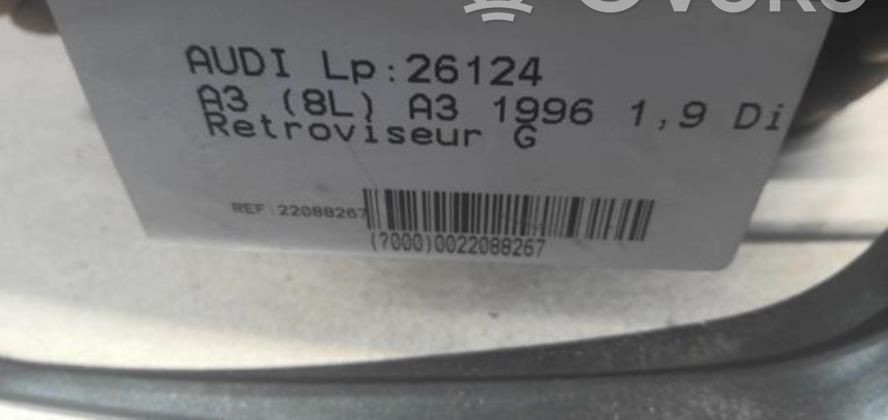 AUDI Lp:26124
A3 (8L) A3 1996 1,9 Di
Retroviseur G
REF:22088267
(7000)0022088267